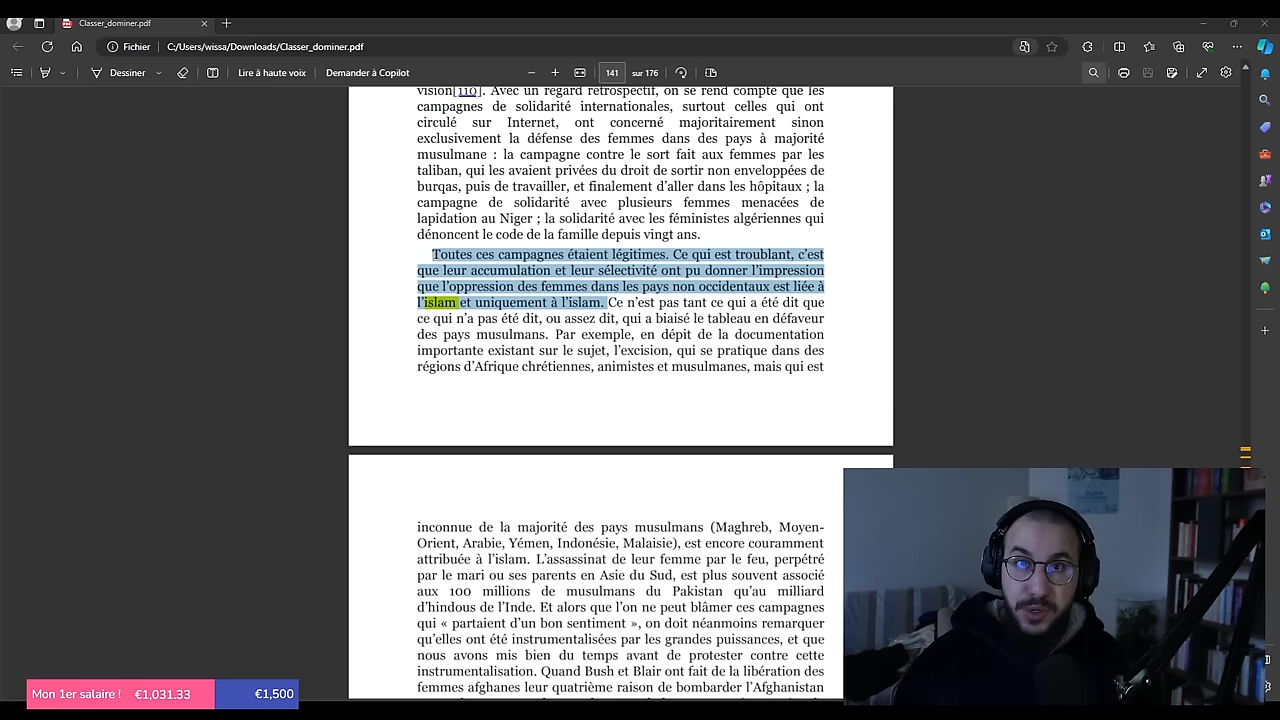 Classer_dominer.pdf
Fichier
C:/Users/wissa/Downloads/Classer_dominer.pdf
Dessiner
Lire à haute voix
Demander à Copilot
141
sur 176
vision[110]. Avec un regard rétrospectif, on se rend compte que les
campagnes de solidarité internationales, surtout celles qui ont
circulé sur Internet, ont concerné majoritairement sinon
exclusivement la défense des femmes dans des pays à majorité
musulmane : la campagne contre le sort fait aux femmes par les
taliban, qui les avaient privées du droit de sortir non enveloppées de
burqas, puis de travailler, et finalement d’aller dans les hôpitaux ; la
campagne de solidarité avec plusieurs femmes menacées de
lapidation au Niger ; la solidarité avec les féministes algériennes qui
dénoncent le code de la famille depuis vingt ans.
Toutes ces campagnes étaient légitimes. Ce qui est troublant, c’est
que leur accumulation et leur sélectivité ont pu donner l’impression
que l’oppression des femmes dans les pays non occidentaux est liée à
l’islam et uniquement à l’islam. Ce n’est pas tant ce qui a été dit que
ce qui n’a pas été dit, ou assez dit, qui a biaisé le tableau en défaveur
des pays musulmans. Par exemple, en dépit de la documentation
importante existant sur le sujet, l’excision, qui se pratique dans des
régions d’Afrique chrétiennes, animistes et musulmanes, mais qui est
inconnue de la majorité des pays musulmans (Maghreb, Moyen-
Orient, Arabie, Yémen, Indonésie, Malaisie), est encore couramment
attribuée à l’islam. L’assassinat de leur femme par le feu, perpétré
par le mari ou ses parents en Asie du Sud, est plus souvent associé
aux 100 millions de musulmans du Pakistan qu’au milliard
d’hindous de l’Inde. Et alors que l’on ne peut blâmer ces campagnes
qui « partaient d’un bon sentiment », on doit néanmoins remarquer
qu’elles ont été instrumentalisées par les grandes puissances, et que
nous avons mis bien du temps avant de protester contre cette
instrumentalisation. Quand Bush et Blair ont fait de la libération des
femmes afghanes leur quatrième raison de bombarder l’Afghanistan
Mon 1er salaire ! €1,031.33
€1,500